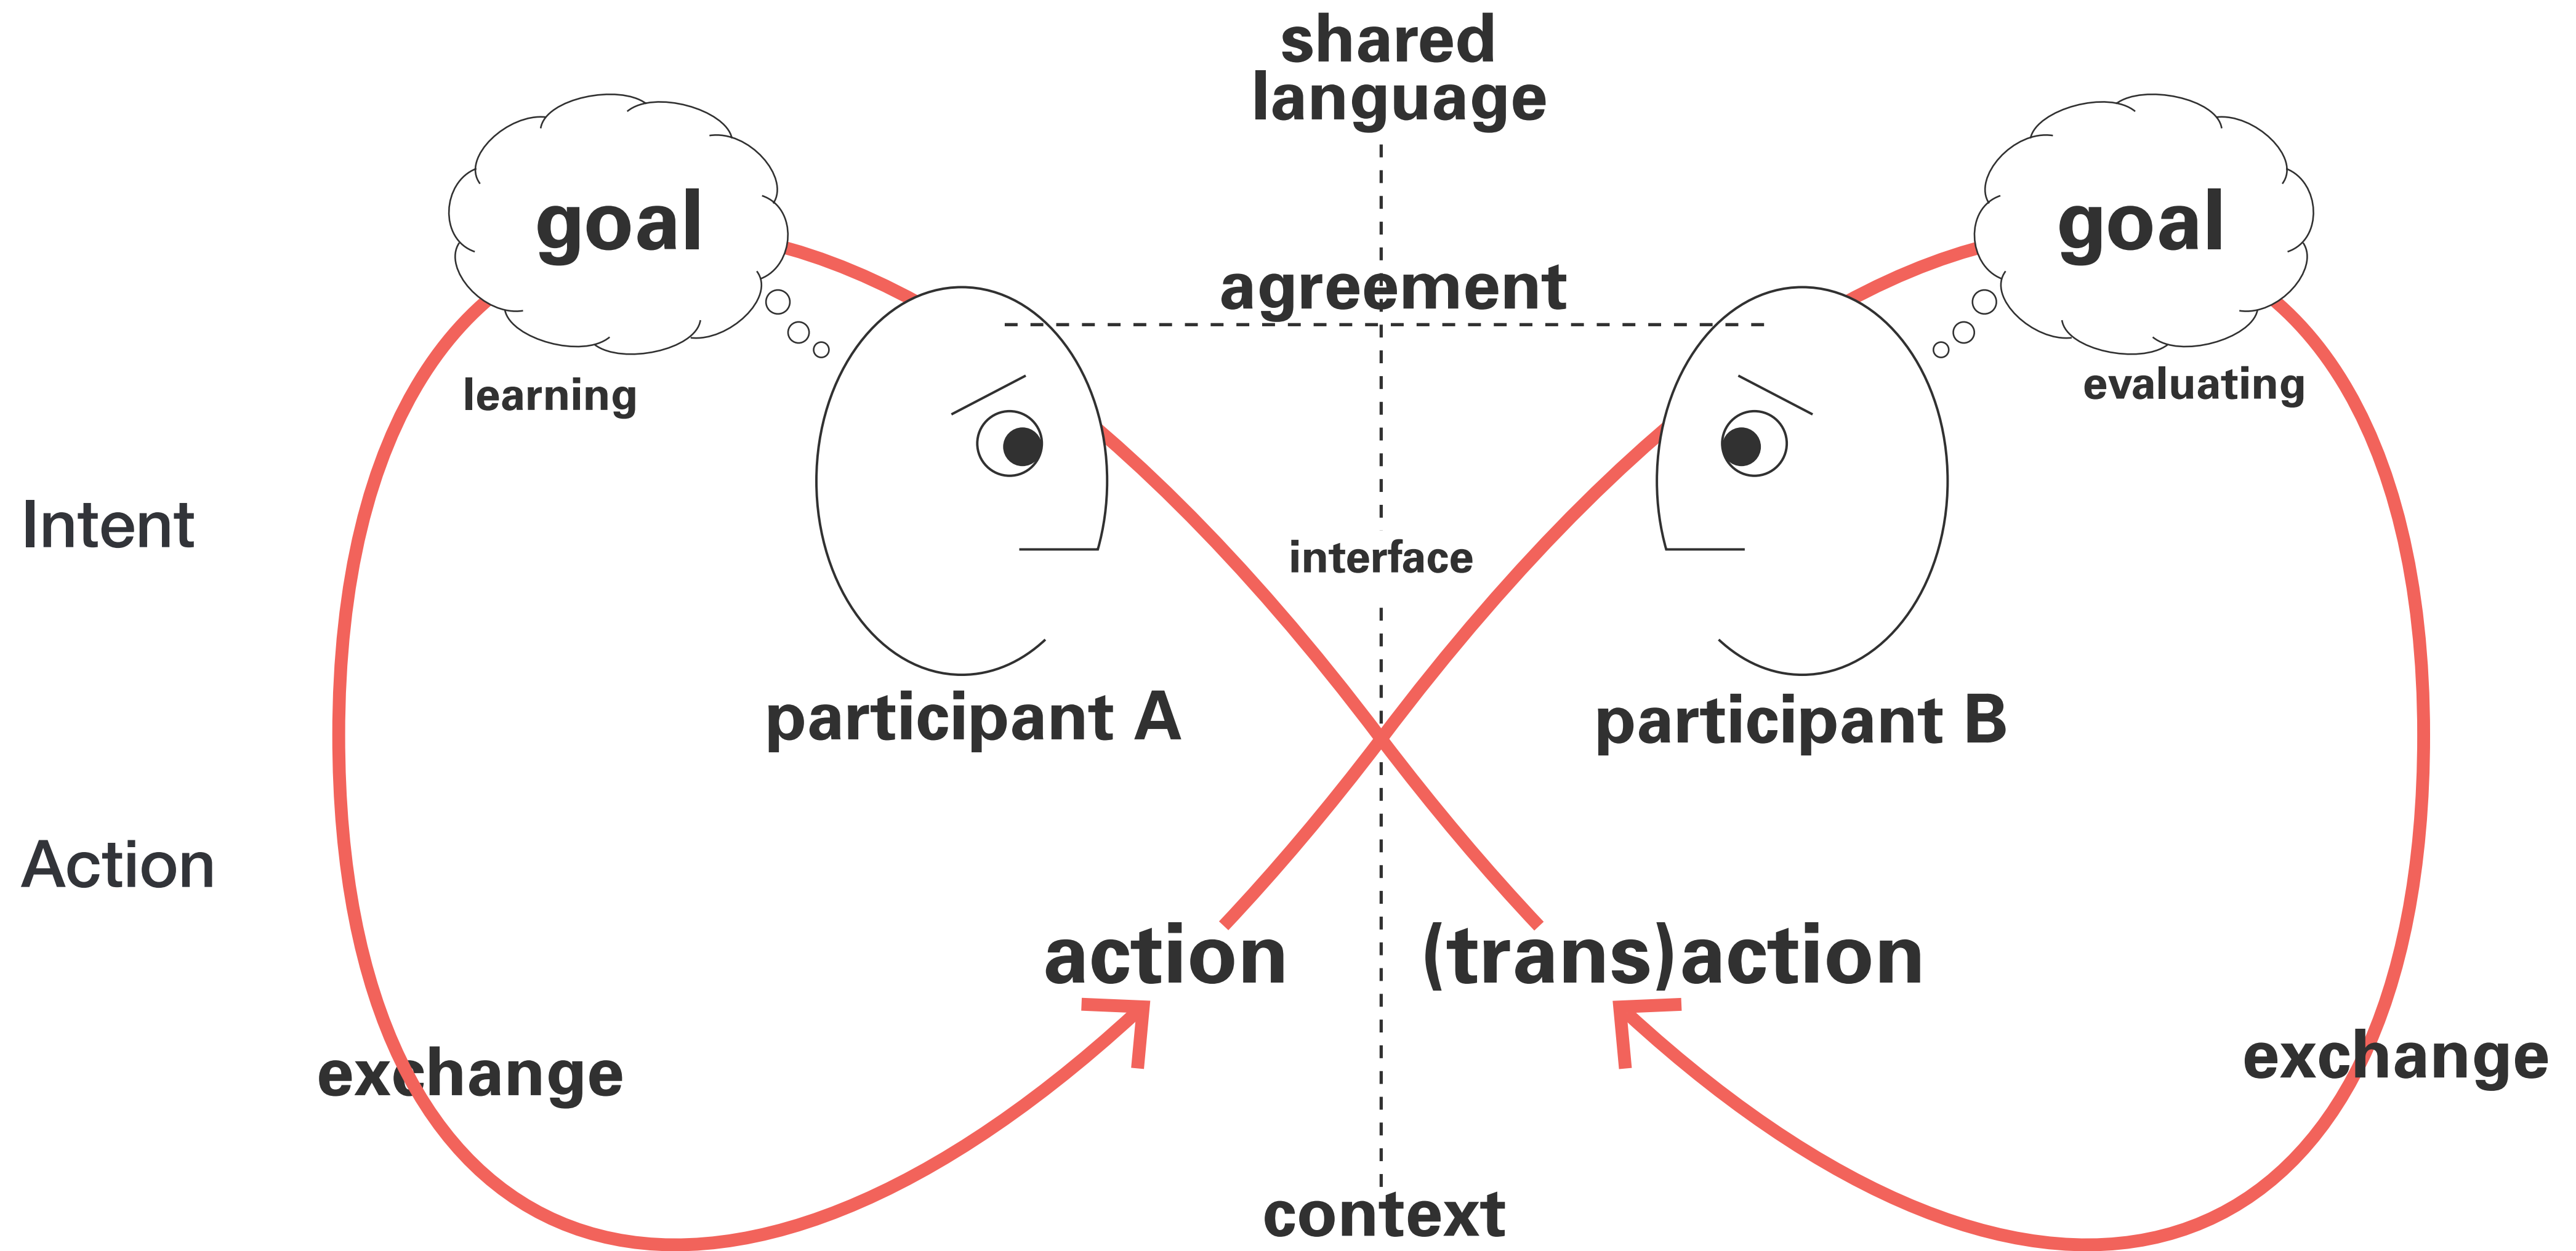 shared
language
goal
goal
agreement
learning
evaluating
Intent
interface
participant A
participant B
Action
action
(trans)action
exchange
exchange
context